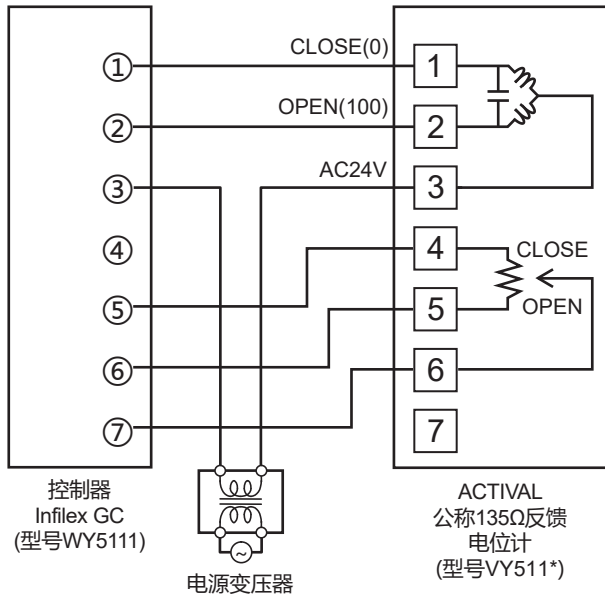 ① CLOSE(0) 1
② OPEN(100) 2
③ AC24V 3
④ 4 CLOSE
⑤ 5 OPEN
⑥ 6
⑦ 7
控制器
Infilex GC
(型号WY5111)
电源变压器
ACTIVAL
公称135Ω反馈
电位计
(型号VY511*)